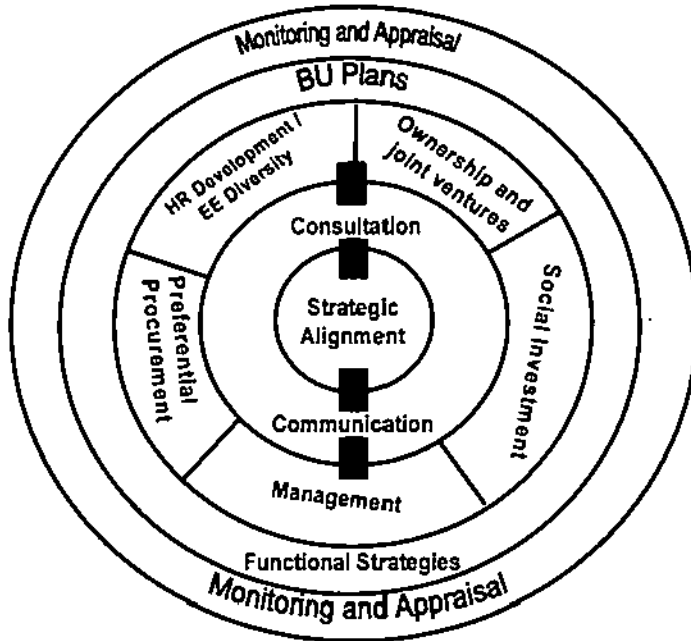 Monitoring and Appraisal
BU Plans
HR Development /
EE Diversity
Ownership and
joint ventures
Consultation
Strategic
Alignment
Preferential
Procurement
Social Investment
Communication
Management
Functional Strategies
Monitoring and Appraisal